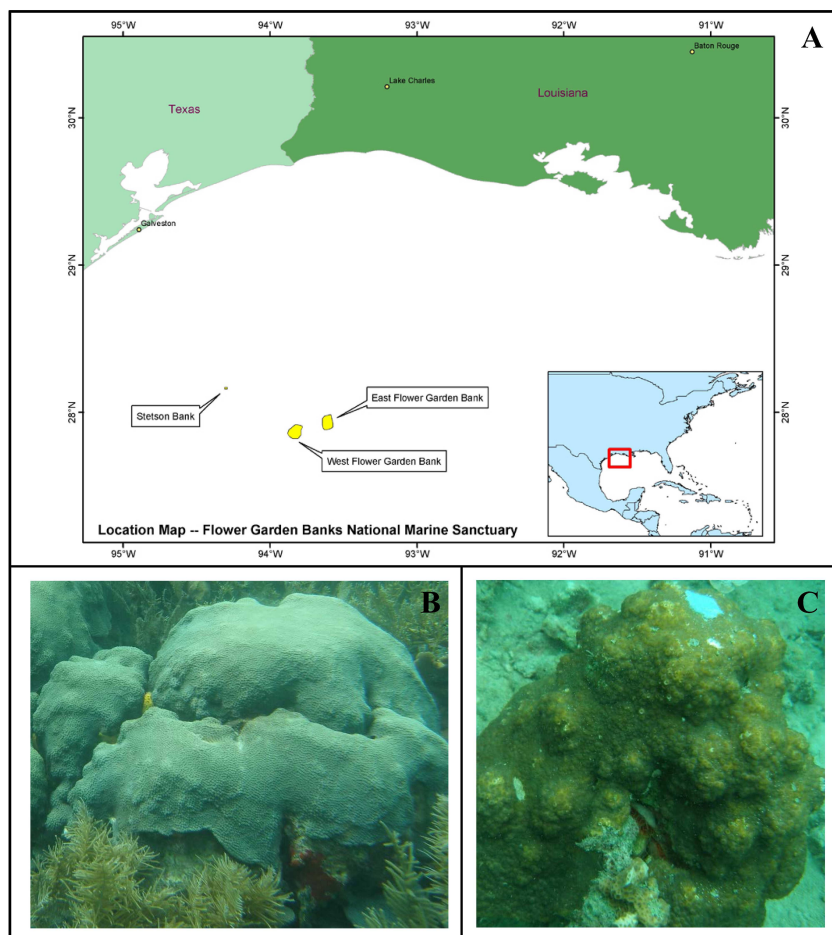 95°W 94°W 93°W 92°W 91°W
A
Baton Rouge
Lake Charles
Texas
Louisiana
30°N 30°N
Galveston
29°N 29°N
East Flower Garden Bank
Stetson Bank
28°N 28°N
West Flower Garden Bank
Location Map -- Flower Garden Banks National Marine Sanctuary
95°W 94°W 93°W 92°W 91°W
B
C